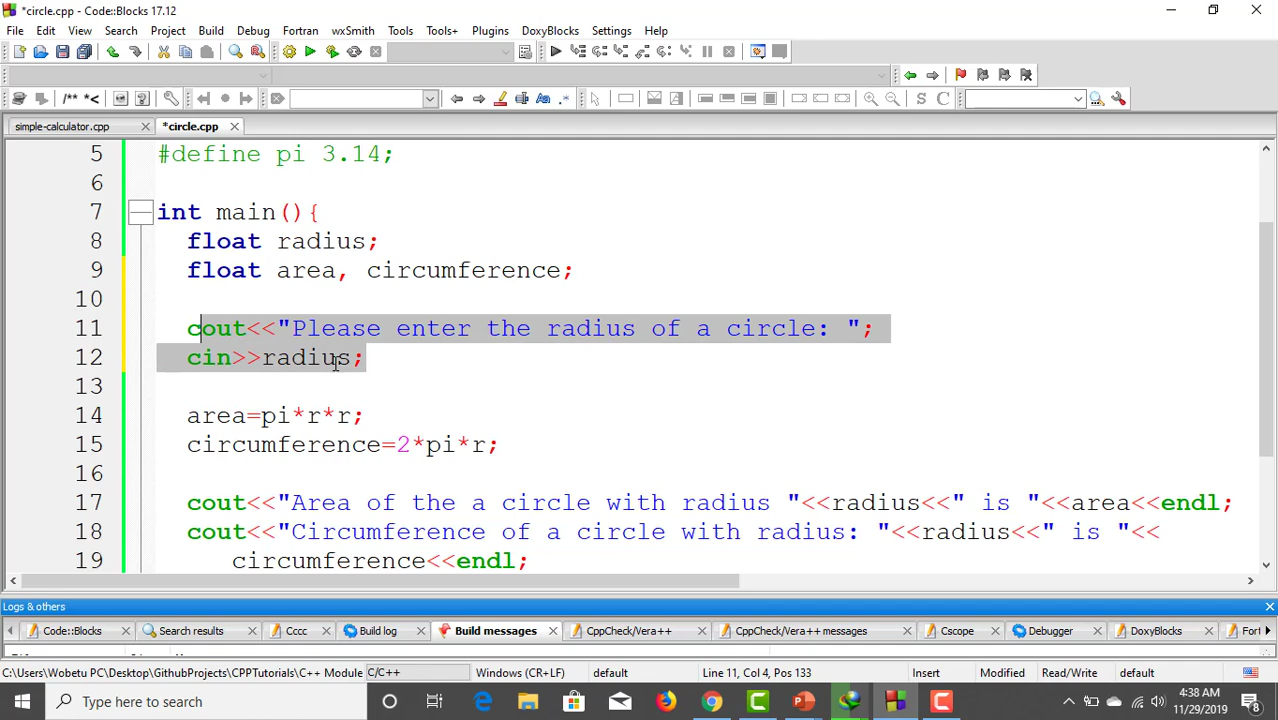 *circle.cpp - Code::Blocks 17.12
File Edit View Search Project Build Debug Fortran wxSmith Tools Tools+ Plugins DoxyBlocks Settings Help
/** *<
S C
simple-calculator.cpp *circle.cpp
5 #define pi 3.14;
6
7 int main(){
8 float radius;
9 float area, circumference;
10
11 cout<<"Please enter the radius of a circle: ";
12 cin>>radius;
13
14 area=pi*r*r;
15 circumference=2*pi*r;
16
17 cout<<"Area of the a circle with radius "<<radius<<" is "<<area<<endl;
18 cout<<"Circumference of a circle with radius: "<<radius<<" is "<<
19 circumference<<endl;
Logs & others
Code::Blocks Search results Cccc Build log Build messages CppCheck/Vera++ CppCheck/Vera++ messages Cscope Debugger DoxyBlocks Fort
C:\Users\Wobetu PC\Desktop\GithubProjects\CPPTutorials\C++ Module C/C++ Windows (CR+LF) default Line 11, Col 4, Pos 133 Insert Modified Read/Write default
Type here to search
4:38 AM
11/29/2019
8